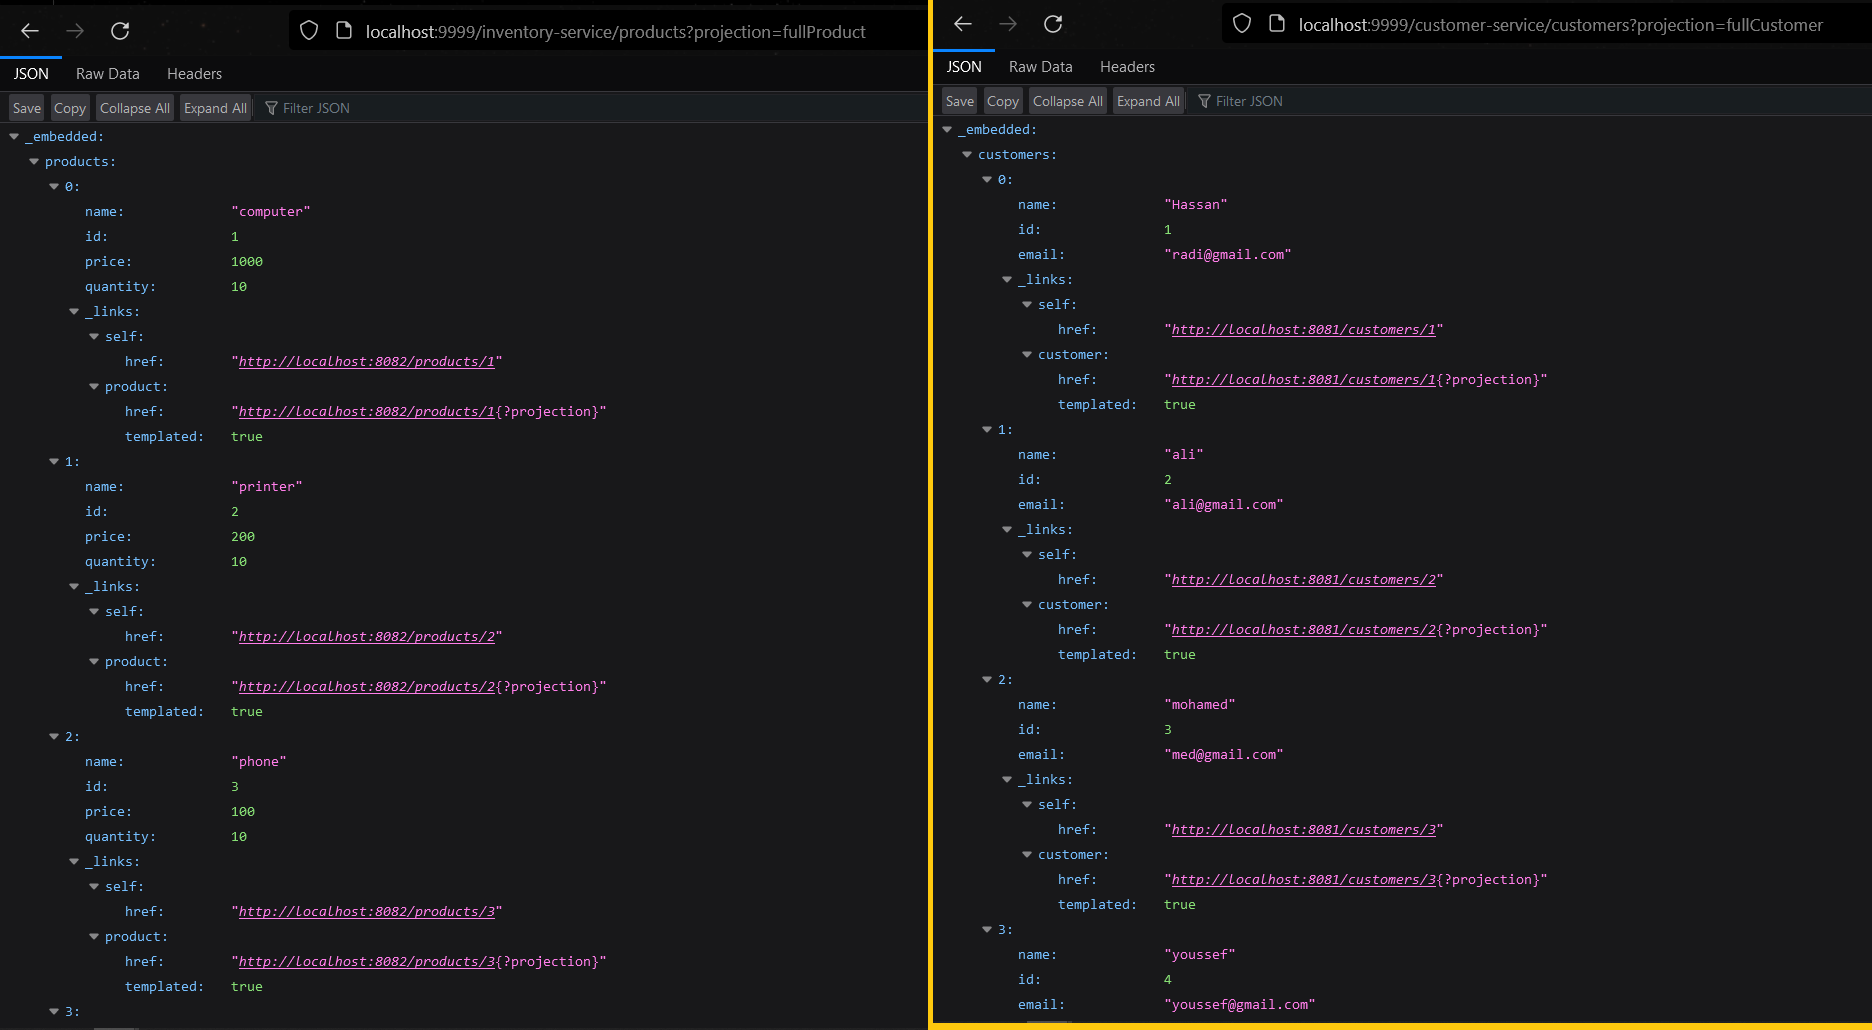 localhost:9999/inventory-service/products?projection=fullProduct
JSON Raw Data Headers
Save Copy Collapse All Expand All Filter JSON
_embedded:
products:
0:
name: "computer"
id: 1
price: 1000
quantity: 10
_links:
self:
href: "http://localhost:8082/products/1"
product:
href: "http://localhost:8082/products/1{?projection}"
templated: true
1:
name: "printer"
id: 2
price: 200
quantity: 10
_links:
self:
href: "http://localhost:8082/products/2"
product:
href: "http://localhost:8082/products/2{?projection}"
templated: true
2:
name: "phone"
id: 3
price: 100
quantity: 10
_links:
self:
href: "http://localhost:8082/products/3"
product:
href: "http://localhost:8082/products/3{?projection}"
templated: true
3:
localhost:9999/customer-service/customers?projection=fullCustomer
JSON Raw Data Headers
Save Copy Collapse All Expand All Filter JSON
_embedded:
customers:
0:
name: "Hassan"
id: 1
email: "radi@gmail.com"
_links:
self:
href: "http://localhost:8081/customers/1"
customer:
href: "http://localhost:8081/customers/1{?projection}"
templated: true
1:
name: "ali"
id: 2
email: "ali@gmail.com"
_links:
self:
href: "http://localhost:8081/customers/2"
customer:
href: "http://localhost:8081/customers/2{?projection}"
templated: true
2:
name: "mohamed"
id: 3
email: "med@gmail.com"
_links:
self:
href: "http://localhost:8081/customers/3"
customer:
href: "http://localhost:8081/customers/3{?projection}"
templated: true
3:
name: "youssef"
id: 4
email: "youssef@gmail.com"